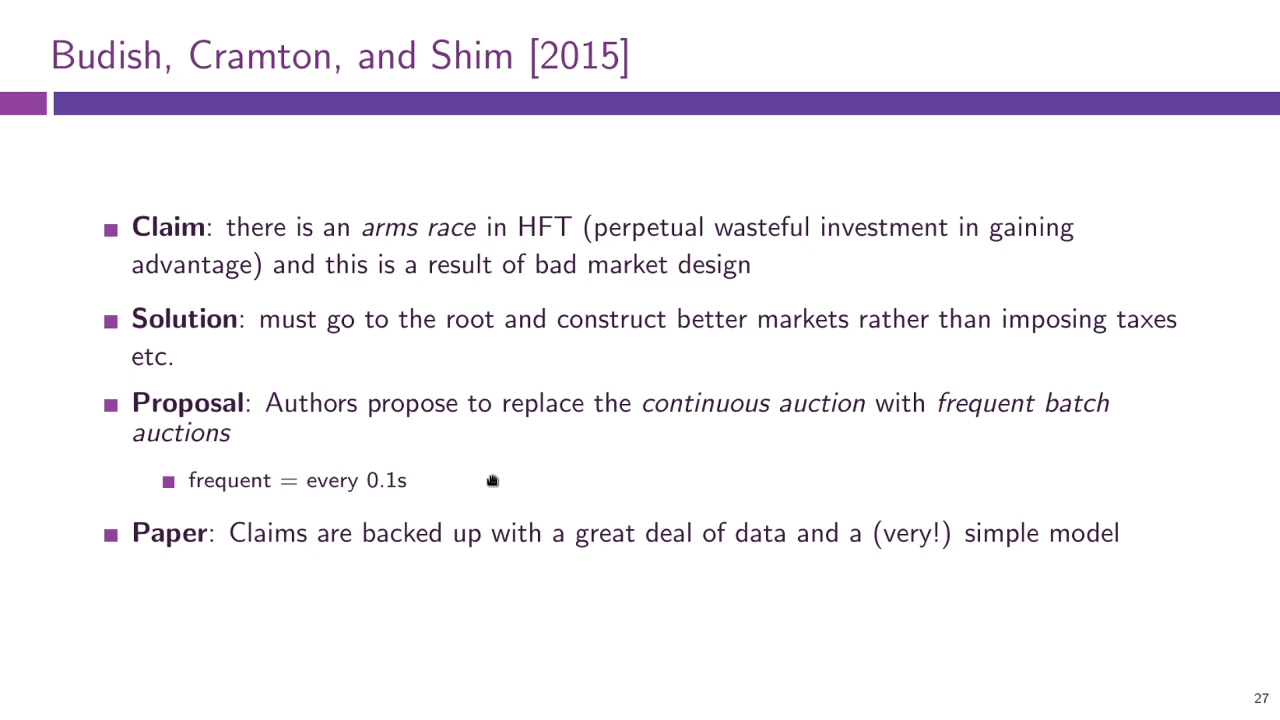 Budish, Cramton, and Shim [2015]
Claim: there is an arms race in HFT (perpetual wasteful investment in gaining
advantage) and this is a result of bad market design
Solution: must go to the root and construct better markets rather than imposing taxes
etc.
Proposal: Authors propose to replace the continuous auction with frequent batch
auctions
frequent = every 0.1s
Paper: Claims are backed up with a great deal of data and a (very!) simple model
27